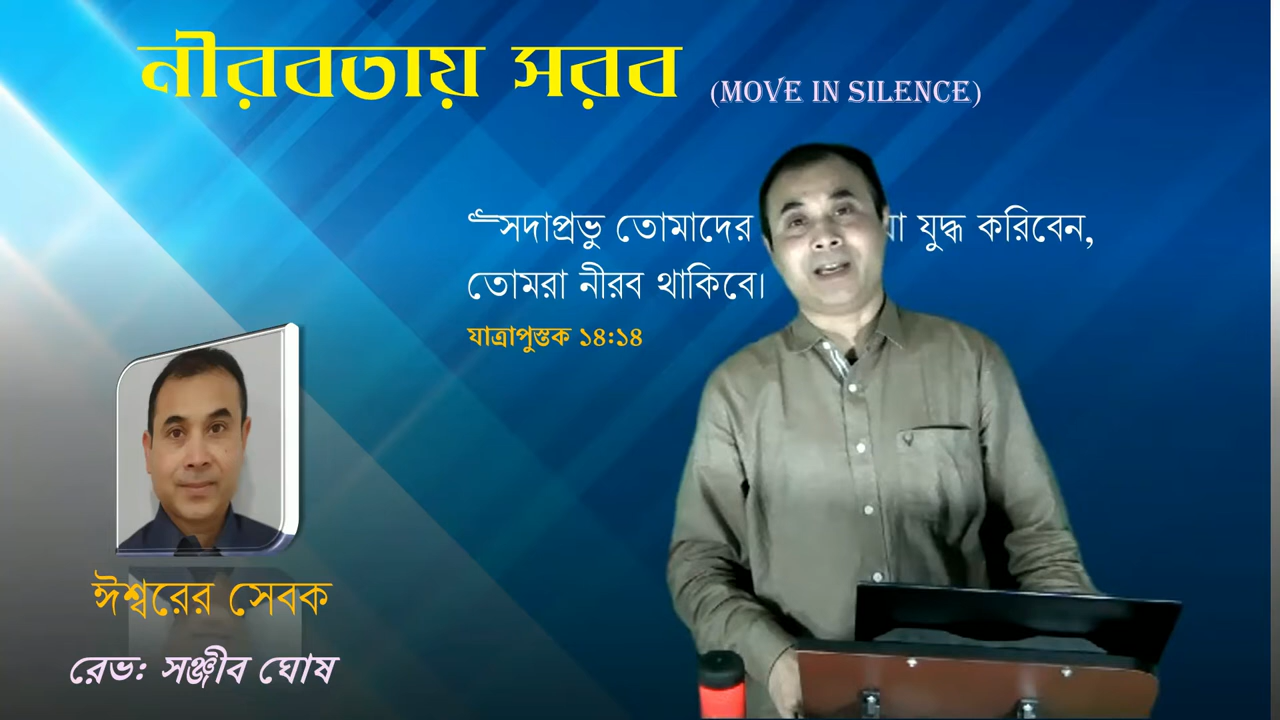 নীরবতায় সরব (MOVE IN SILENCE)
সদাপ্রভু তোমাদের যুদ্ধ করিবেন,
তোমরা নীরব থাকিবে।
যাত্রাপুস্তক ১৪:১৪
ঈশ্বরের সেবক
রেভঃ সঞ্জীব ঘোষ